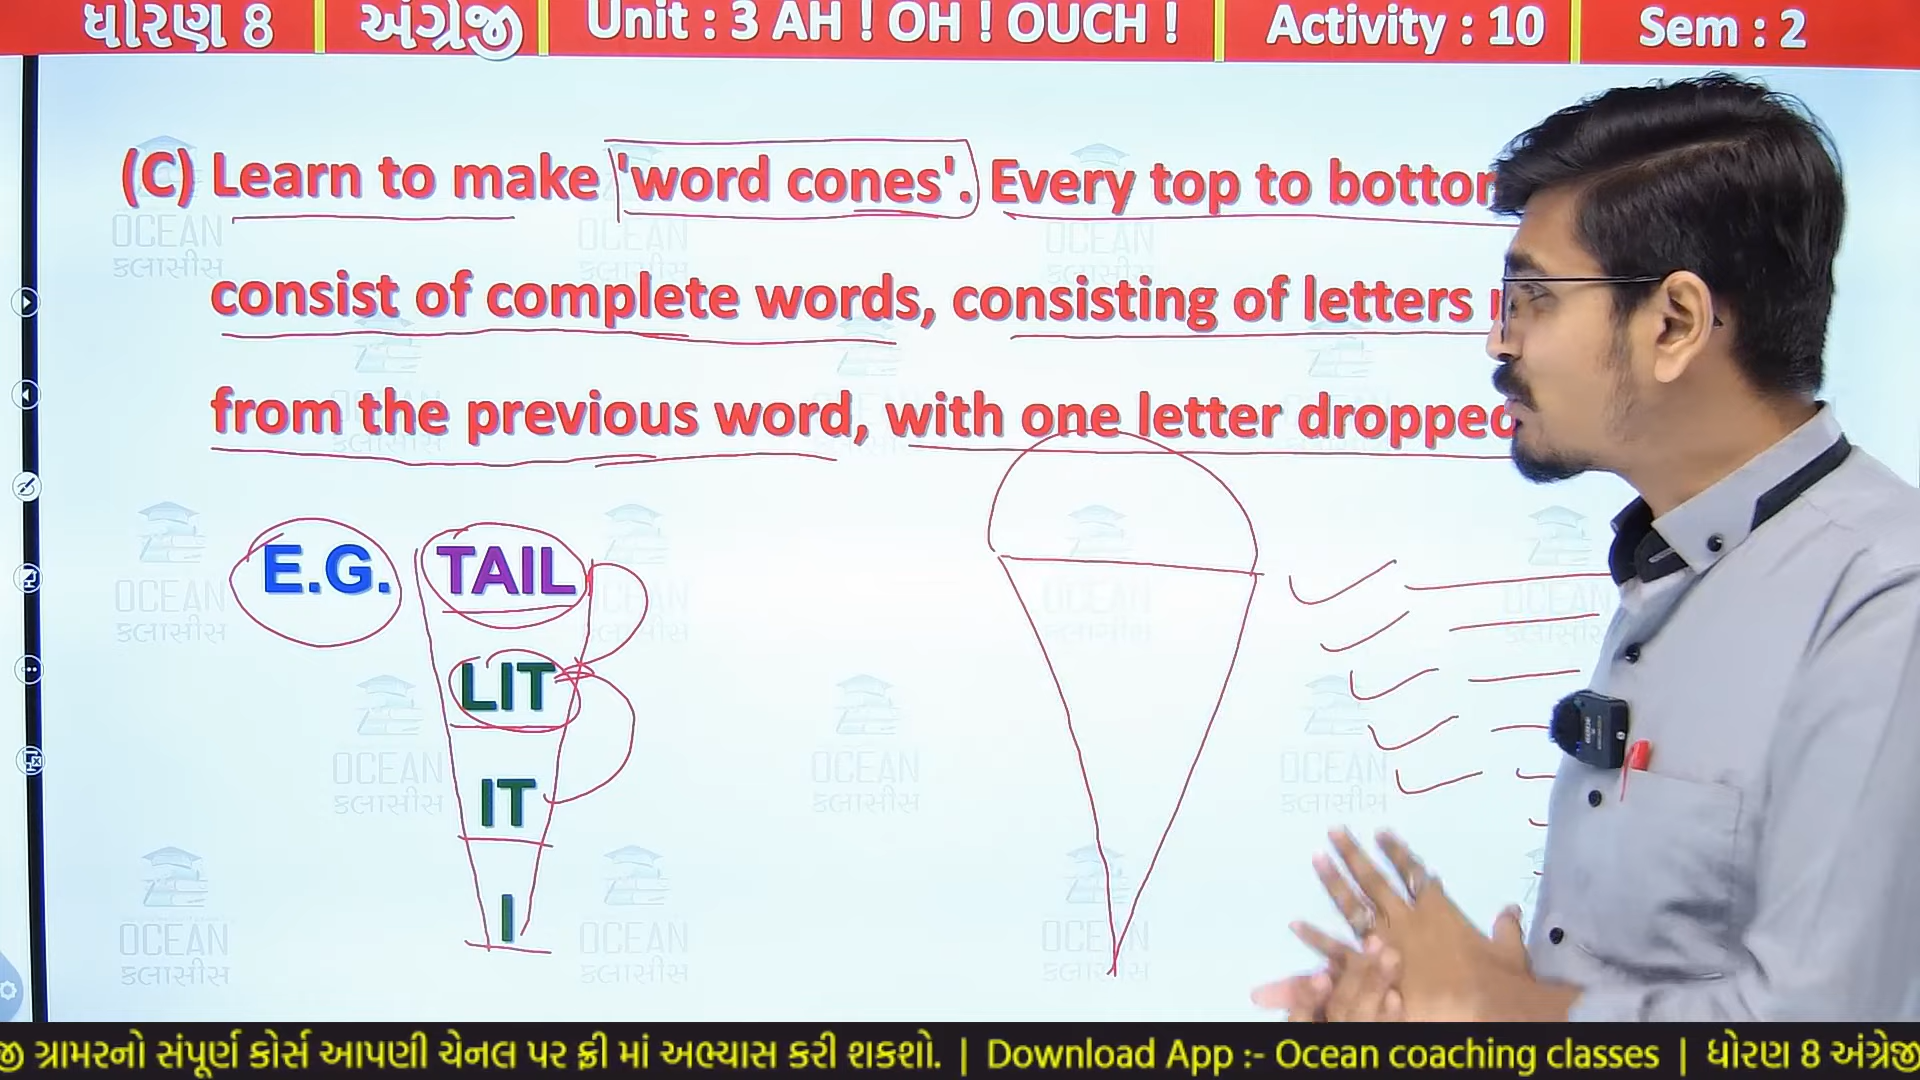 ધોરણ 8 અંગ્રેજી Unit : 3 AH ! OH ! OUCH ! Activity : 10 Sem : 2
(C) Learn to make 'word cones'. Every top to
consist of complete words, consisting of letters
from the previous word, with one letter dropped
E.G. TAIL
LIT
IT
I
OCEAN
કલાસીસ
ગ્રામરનો સંપૂર્ણ કોર્સ આપણી ચેનલ પર ફ્રી માં અભ્યાસ કરી શકશો. | Download App :- Ocean coaching classes | ધોરણ 8 અંગ્રેજી